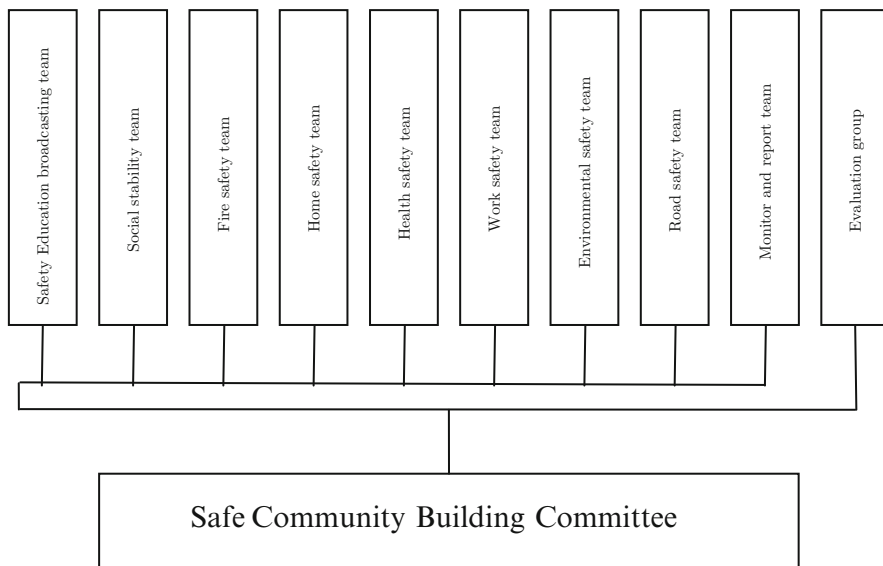 Safety Education broadcasting team
Social stability team
Fire safety team
Home safety team
Health safety team
Work safety team
Environmental safety team
Road safety team
Monitor and report team
Evaluation group
Safe Community Building Committee